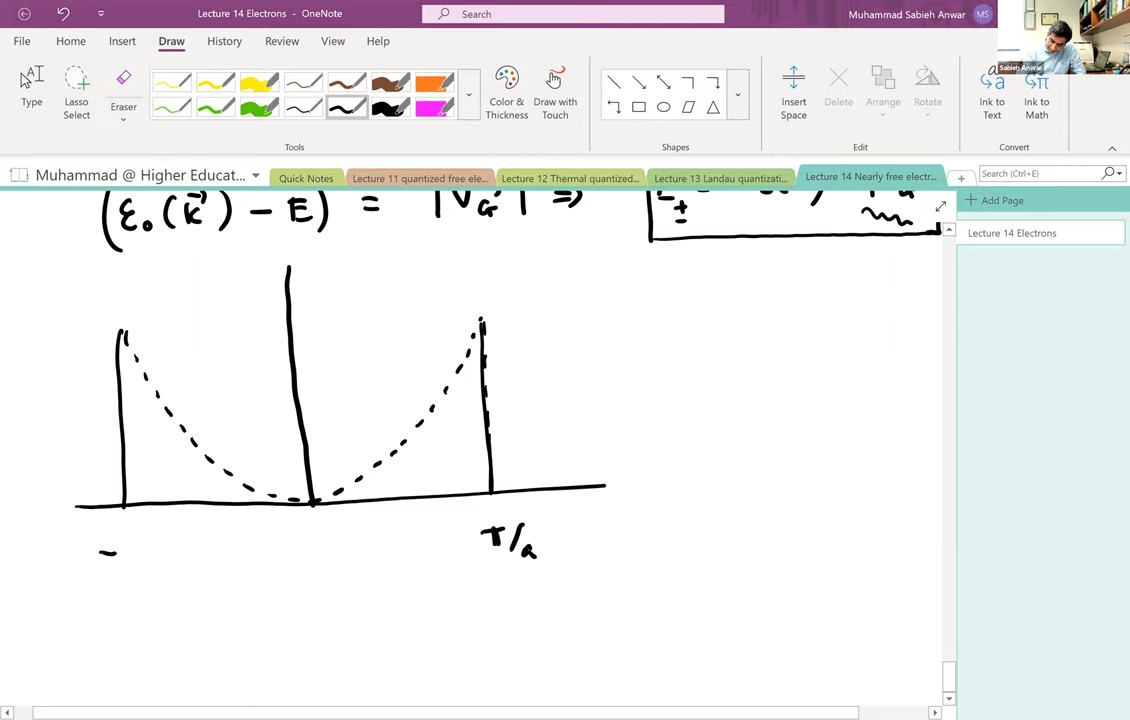 Lecture 14 Electrons - OneNote
Search
Muhammad Sabieh Anwar
MS
File Home Insert Draw History Review View Help
Sabieh Anwar
Type
Lasso Select
Eraser
Color & Thickness
Draw with Touch
Insert Space
Delete
Arrange
Rotate
Ink to Text
Ink to Math
Tools
Shapes
Edit
Convert
Muhammad @ Higher Educat...
Quick Notes
Lecture 11 quantized free ele...
Lecture 12 Thermal quantized...
Lecture 13 Landau quantizati...
Lecture 14 Nearly free electr...
Search (Ctrl+E)
Add Page
Lecture 14 Electrons
(ε₀(k⃗) - E) = |V_G| ⇒
-
π/a